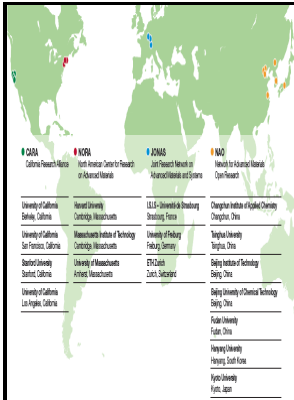 CARA
California Research Alliance
University of California
Berkeley, California
University of California
San Francisco, California
Stanford University
Stanford, California
University of California
Los Angeles, California
NORA
North American Center for Research
on Advanced Materials
Harvard University
Cambridge, Massachusetts
Massachusetts Institute of Technology
Cambridge, Massachusetts
University of Massachusetts
Amherst, Massachusetts
JONAS
Joint Research Network on
Advanced Materials and Systems
I.S.I.S – Université de Strasbourg
Strasbourg, France
University of Freiburg
Freiburg, Germany
ETH Zurich
Zurich, Switzerland
NAO
Network for Advanced Materials
Open Research
Changchun Institute of Applied Chemistry
Changchun, China
Tsinghua University
Tsinghua, China
Beijing Institute of Technology
Beijing, China
Beijing University of Chemical Technology
Beijing, China
Fudan University
Fudan, China
Hanyang University
Hanyang, South Korea
Kyoto University
Kyoto, Japan